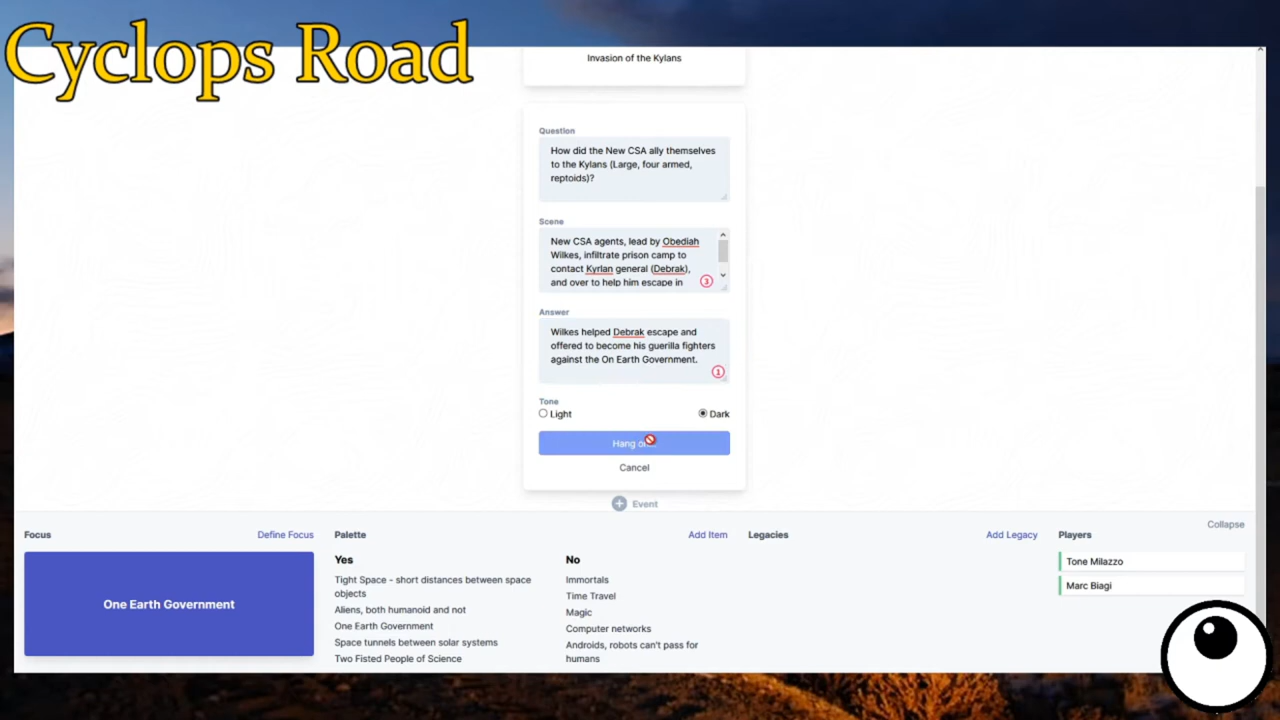 Cyclops Road
Invasion of the Kylans
Question
How did the New CSA ally themselves
to the Kylans (Large, four armed,
reptoids)?
Scene
New CSA agents, lead by Obediah
Wilkes, infiltrate prison camp to
contact Kyrlan general (Debrak),
and over to help him escape in
3
Answer
Wilkes helped Debrak escape and
offered to become his guerilla fighters
against the On Earth Government.
1
Tone
Light
Dark
Hang
Cancel
Event
Collapse
Focus
Define Focus
Palette
Add Item
Legacies
Add Legacy
Players
One Earth Government
Yes
Tight Space - short distances between space
objects
Aliens, both humanoid and not
One Earth Government
Space tunnels between solar systems
Two Fisted People of Science
No
Immortals
Time Travel
Magic
Computer networks
Androids, robots can't pass for
humans
Tone Milazzo
Marc Biagi